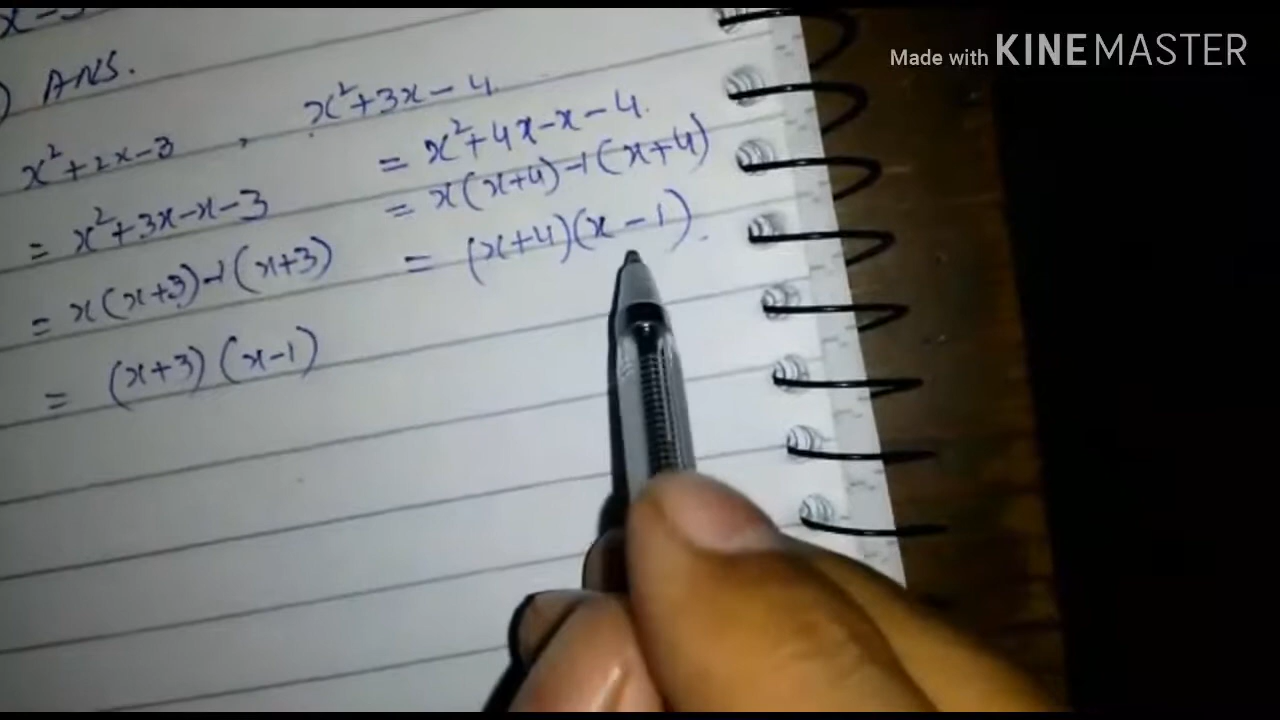 Made with KINEMASTER
) ANS.
x²+2x-3 , x²+3x-4
= x²+3x-x-3
= x(x+3)-1(x+3)
= (x+3)(x-1)
= x²+4x-x-4.
= x(x+4)-1(x+4)
= (x+4)(x-1).